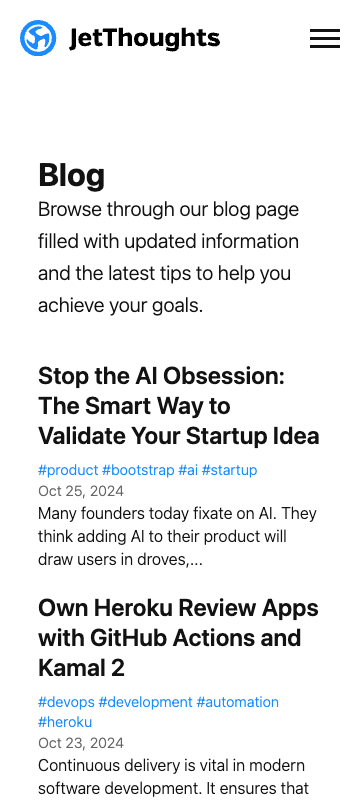 JetThoughts
Blog
Browse through our blog page
filled with updated information
and the latest tips to help you
achieve your goals.
Stop the AI Obsession:
The Smart Way to
Validate Your Startup Idea
#product #bootstrap #ai #startup
Oct 25, 2024
Many founders today fixate on AI. They
think adding AI to their product will
draw users in droves,...
Own Heroku Review Apps
with GitHub Actions and
Kamal 2
#devops #development #automation
#heroku
Oct 23, 2024
Continuous delivery is vital in modern
software development. It ensures that